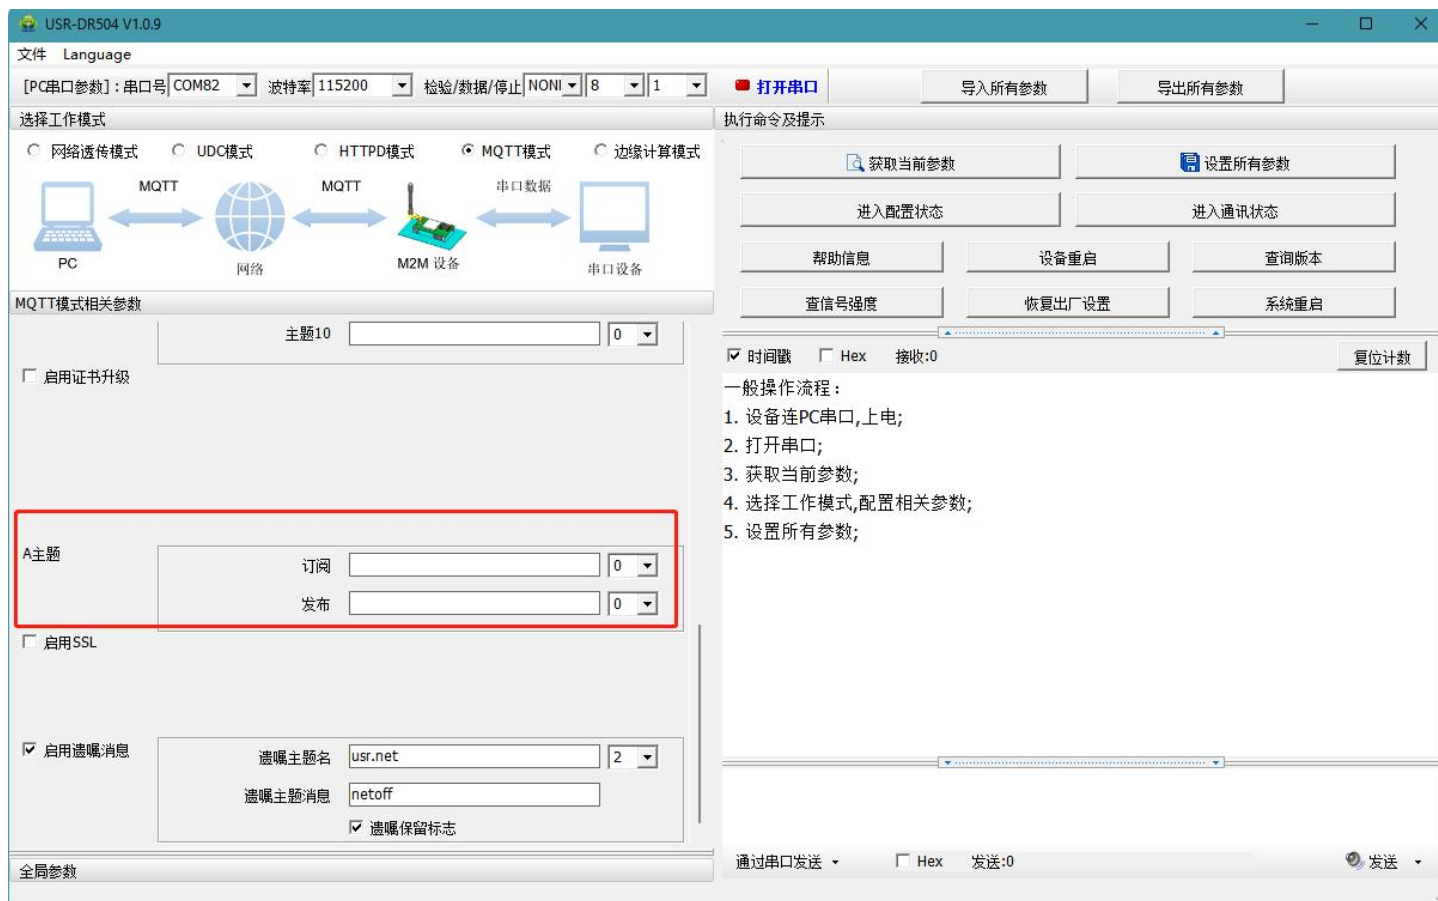 USR-DR504 V1.0.9
文件 Language
[PC串口参数]:串口号 COM82 波特率 115200 检验/数据/停止 NONI 8 1 打开串口 导入所有参数 导出所有参数
选择工作模式
网络透传模式 UDC模式 HTTPD模式 MQTT模式 边缘计算模式
MQTT MQTT 串口数据
PC 网络 M2M 设备 串口设备
MQTT模式相关参数
主题10 0
启用证书升级
A主题
订阅 0
发布 0
启用SSL
启用遗嘱消息
遗嘱主题名 usr.net 2
遗嘱主题消息 netoff
遗嘱保留标志
全局参数
执行命令及提示
获取当前参数 设置所有参数
进入配置状态 进入通讯状态
帮助信息 设备重启 查询版本
查信号强度 恢复出厂设置 系统重启
时间戳 Hex 接收:0 复位计数
一般操作流程:
1. 设备连PC串口,上电;
2. 打开串口;
3. 获取当前参数;
4. 选择工作模式,配置相关参数;
5. 设置所有参数;
通过串口发送 Hex 发送:0 发送